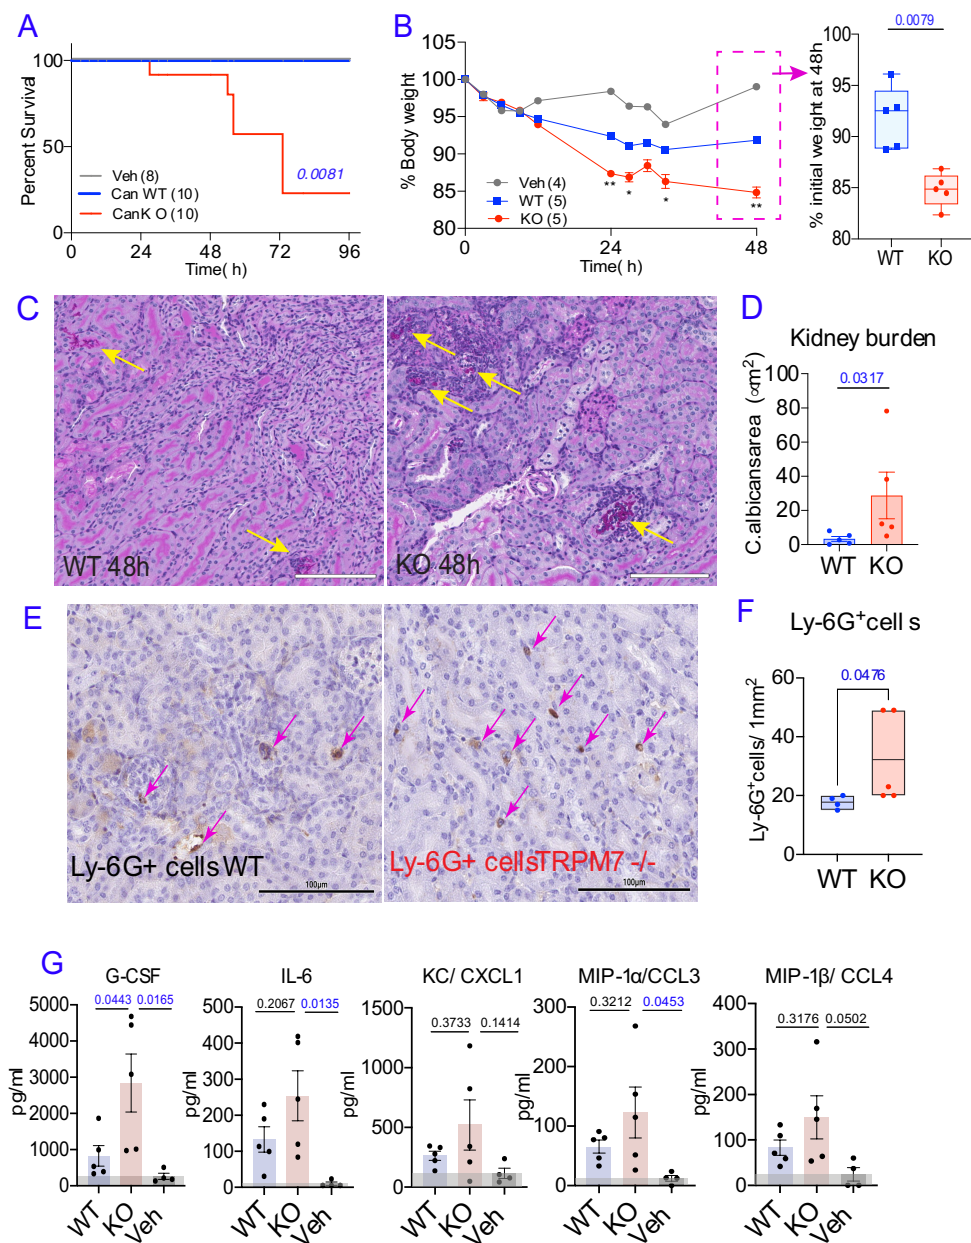 A
Percent Survival
100
50
0
Veh (8)
Can WT (10)
CanK O (10)
0.0081
0 24 48 72 96
Time( h)
B
% Body weight
105
100
95
90
85
80
Veh (4)
WT (5)
KO (5)
** * * **
0 24 48
Time( h)
0.0079
% initial weight at 48h
95
90
85
80
WT KO
C
WT 48h
KO 48h
D
Kidney burden
0.0317
C.albicansarea (∝m2)
100
80
60
40
20
0
WT KO
E
Ly-6G+ cells WT
100µm
Ly-6G+ cellsTRPM7 -/-
100µm
F
Ly-6G+cell s
0.0476
Ly-6G+cells/ 1mm2
60
40
20
0
WT KO
G
G-CSF
0.0443 0.0165
pg/ml
5000
4000
3000
2000
1000
0
WT KO Veh
IL-6
0.2067 0.0135
pg/ml
600
400
200
0
WT KO Veh
KC/ CXCL1
0.3733 0.1414
pg/ml
1500
1000
500
0
WT KO Veh
MIP-1α/CCL3
0.3212 0.0453
pg/ml
300
200
100
0
WT KO Veh
MIP-1β/ CCL4
0.3176 0.0502
pg/ml
400
300
200
100
0
WT KO Veh